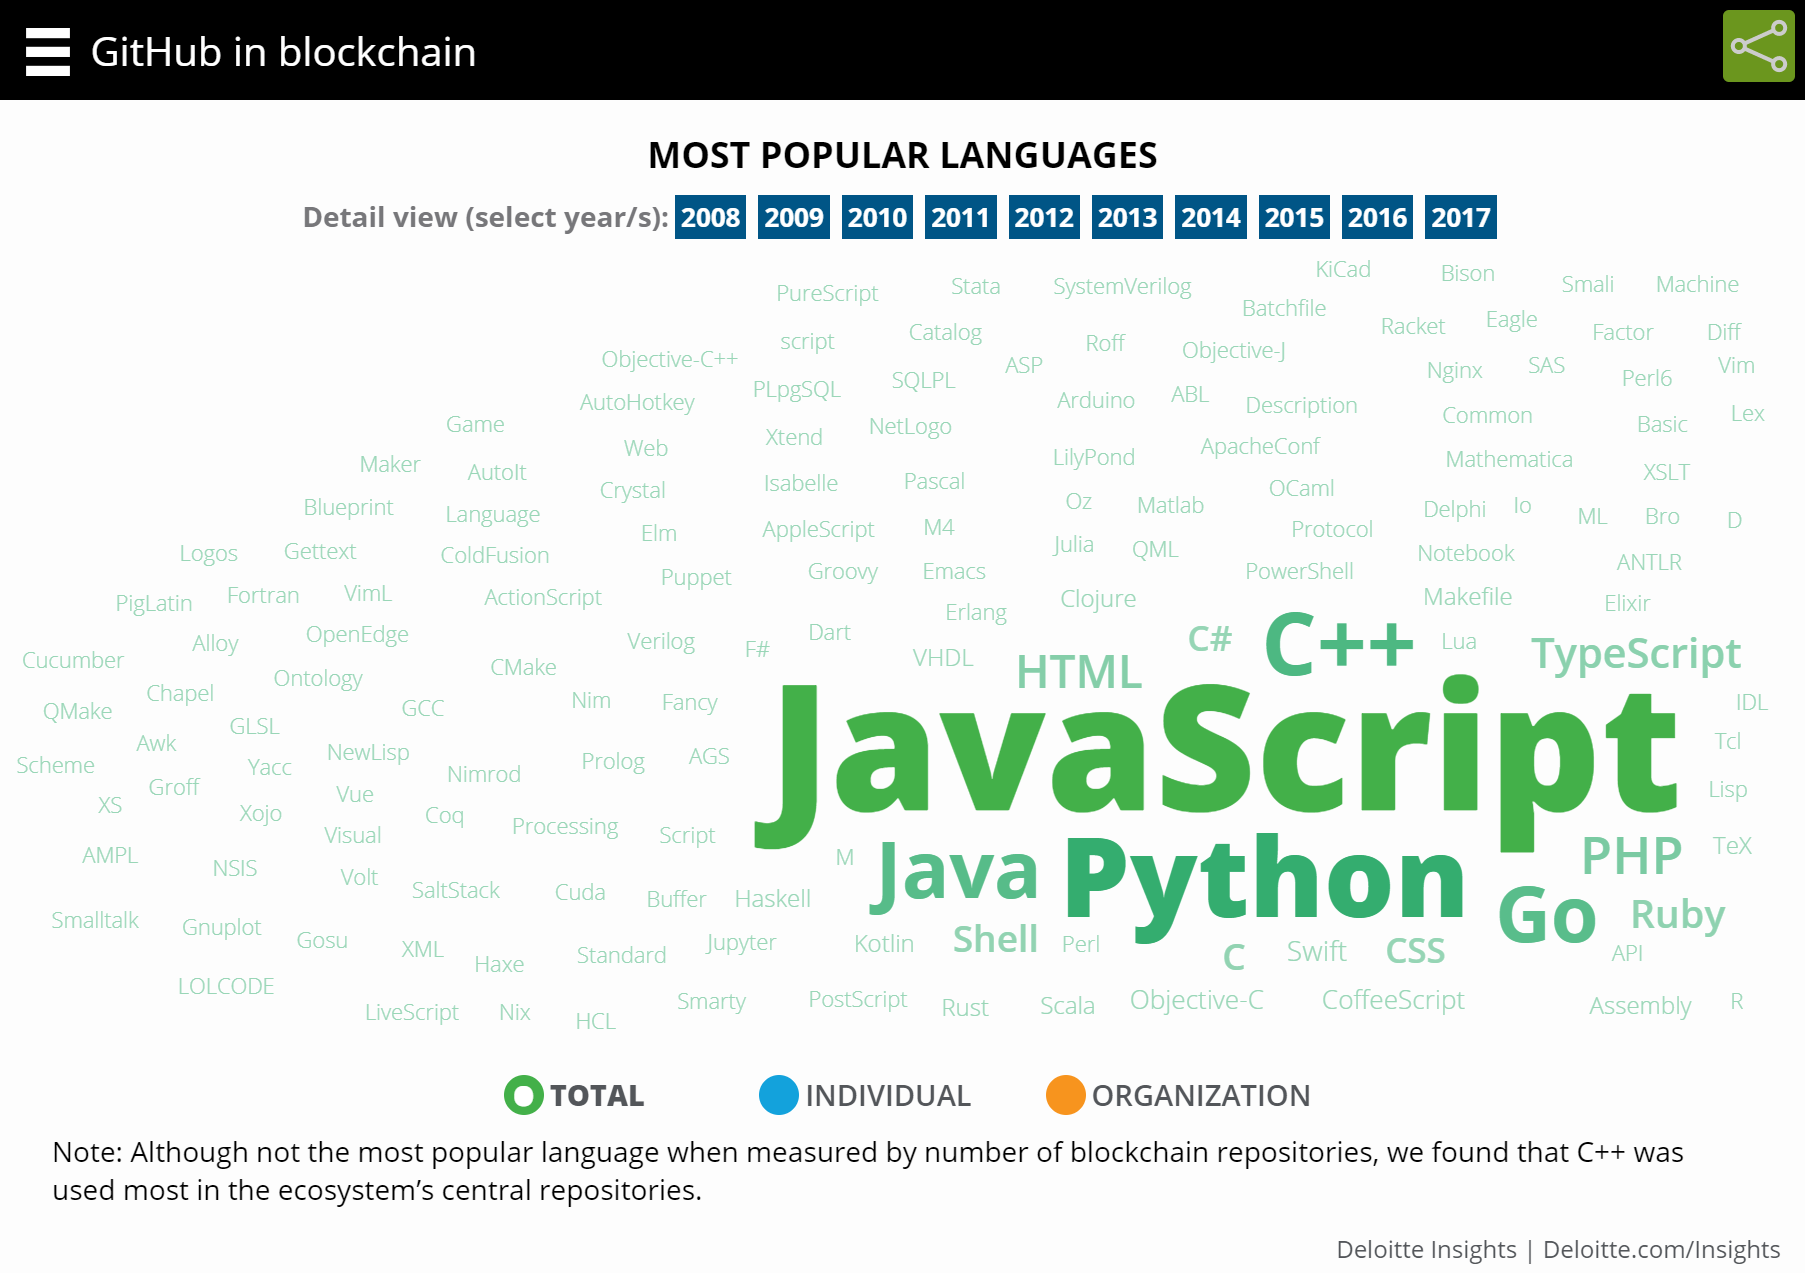 GitHub in blockchain
MOST POPULAR LANGUAGES
Detail view (select year/s): 2008 2009 2010 2011 2012 2013 2014 2015 2016 2017
KiCad Bison
PureScript Stata SystemVerilog Smali Machine
Batchfile
script Catalog Roff Racket Eagle Factor Diff
Objective-C++ ASP Objective-J Nginx SAS Vim
PLpgSQL SQLPL Perl6
AutoHotkey Arduino ABL Description Common Lex
Game Xtend NetLogo Basic
Web ApacheConf
Maker AutoIt LilyPond Mathematica XSLT
Crystal Isabelle Pascal OCaml
Blueprint Language Oz Matlab Delphi Io ML Bro D
Elm AppleScript M4 Protocol
Logos Gettext ColdFusion Julia QML Notebook ANTLR
Puppet Groovy Emacs PowerShell
PigLatin Fortran VimL ActionScript Clojure Makefile Elixir
Erlang
Alloy OpenEdge Verilog F# Dart C# C++ Lua
Cucumber CMake VHDL HTML TypeScript
Ontology
Chapel Nim Fancy IDL
QMake GLSL GCC
Awk NewLisp JavaScript Tcl
Scheme Yacc Nimrod Prolog AGS
Groff Vue Lisp
XS Xojo Coq Processing
Visual Script
AMPL NSIS M Java Python PHP TeX
Volt SaltStack Cuda Buffer Haskell
Smalltalk Gnuplot Go Ruby
Gosu XML Standard Jupyter Kotlin Shell Perl C Swift CSS API
Haxe
LOLCODE
LiveScript Nix HCL Smarty PostScript Rust Scala Objective-C CoffeeScript Assembly R
TOTAL INDIVIDUAL ORGANIZATION
Note: Although not the most popular language when measured by number of blockchain repositories, we found that C++ was
used most in the ecosystem’s central repositories.
Deloitte Insights | Deloitte.com/Insights